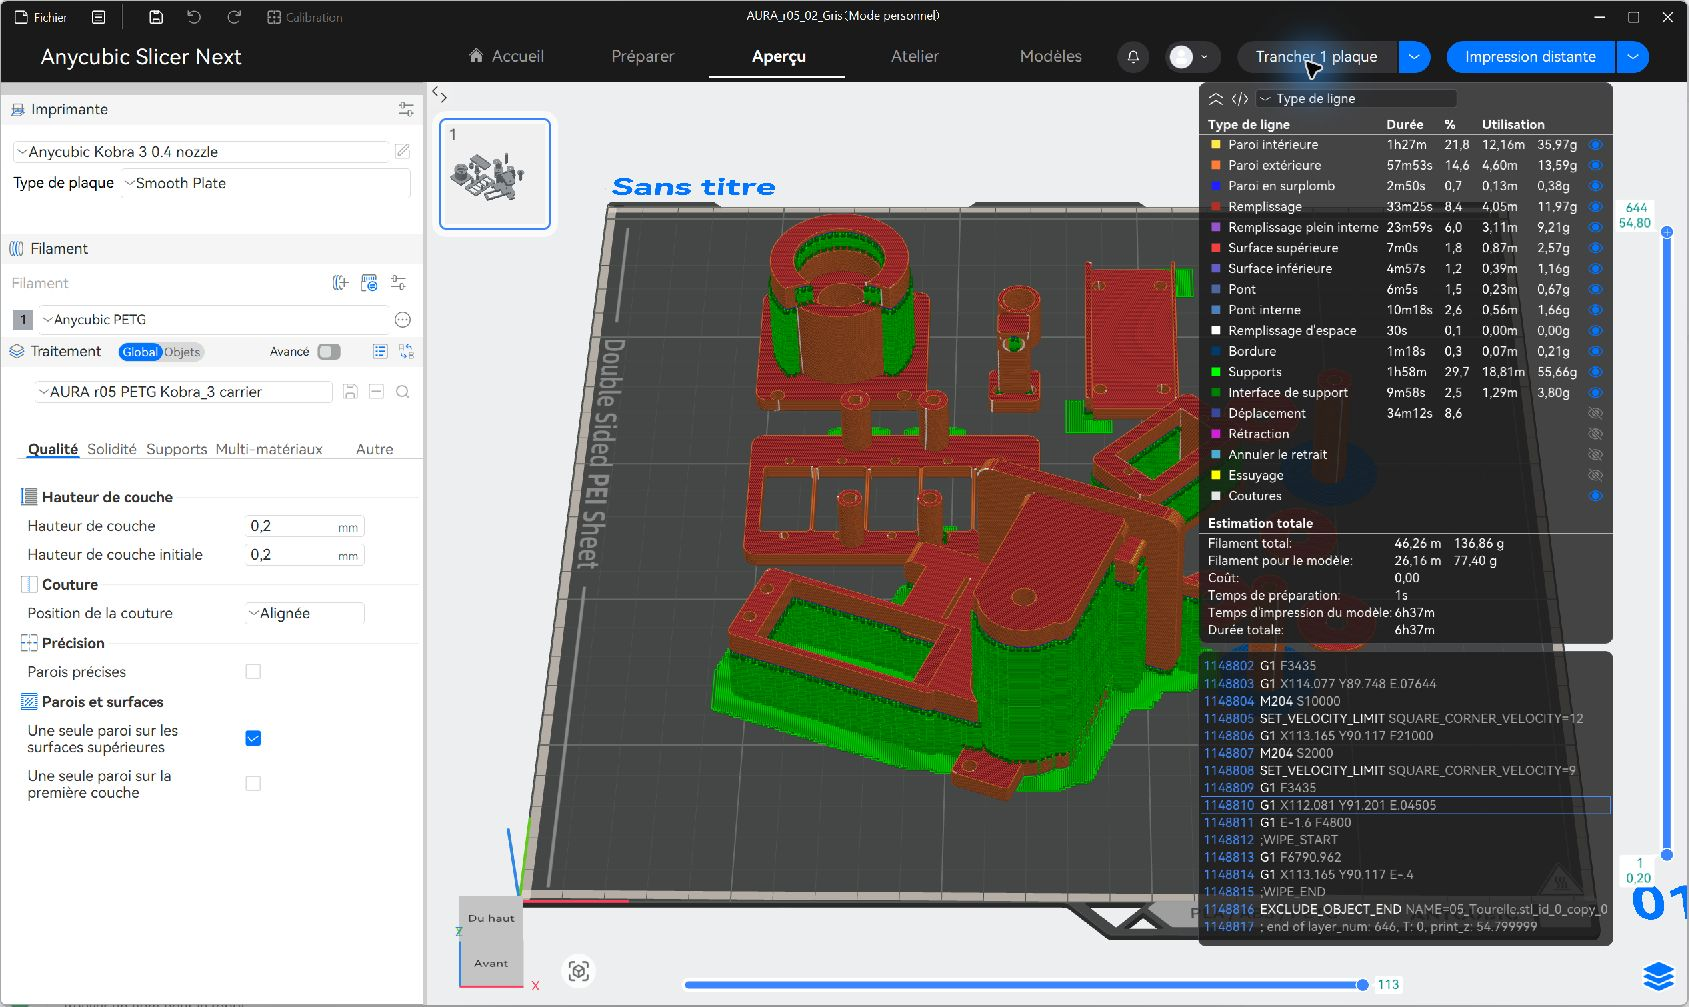 Fichier
Calibration
AURA_r05_02_Gris(Mode personnel)
Anycubic Slicer Next
Accueil
Préparer
Aperçu
Atelier
Modèles
Trancher 1 plaque
Impression distante
Imprimante
Anycubic Kobra 3 0.4 nozzle
Type de plaque
Smooth Plate
Filament
Filament
1
Anycubic PETG
Traitement
Global
Objets
Avancé
AURA r05 PETG Kobra_3 carrier
Qualité
Solidité
Supports
Multi-matériaux
Autre
Hauteur de couche
Hauteur de couche
0,2 mm
Hauteur de couche initiale
0,2 mm
Couture
Position de la couture
Alignée
Précision
Parois précises
Parois et surfaces
Une seule paroi sur les
surfaces supérieures
Une seule paroi sur la
première couche
1
Sans titre
Double Sided PEI Sheet
Type de ligne
Type de ligne Durée % Utilisation
Paroi intérieure 1h27m 21,8 12,16m 35,97g
Paroi extérieure 57m53s 14,6 4,60m 13,59g
Paroi en surplomb 2m50s 0,7 0,13m 0,38g
Remplissage 33m25s 8,4 4,05m 11,97g
Remplissage plein interne 23m59s 6,0 3,11m 9,21g
Surface supérieure 7m0s 1,8 0,87m 2,57g
Surface inférieure 4m57s 1,2 0,39m 1,16g
Pont 6m5s 1,5 0,23m 0,67g
Pont interne 10m18s 2,6 0,56m 1,66g
Remplissage d'espace 30s 0,1 0,00m 0,00g
Bordure 1m18s 0,3 0,07m 0,21g
Supports 1h58m 29,7 18,81m 55,66g
Interface de support 9m58s 2,5 1,29m 3,80g
Déplacement 34m12s 8,6
Rétraction
Annuler le retrait
Essuyage
Coutures
Estimation totale
Filament total: 46,26 m 136,86 g
Filament pour le modèle: 26,16 m 77,40 g
Coût: 0,00
Temps de préparation: 1s
Temps d'impression du modèle: 6h37m
Durée totale: 6h37m
644
54,80
1148802 G1 F3435
1148803 G1 X114.077 Y89.748 E.07644
1148804 M204 S10000
1148805 SET_VELOCITY_LIMIT SQUARE_CORNER_VELOCITY=12
1148806 G1 X113.165 Y90.117 F21000
1148807 M204 S2000
1148808 SET_VELOCITY_LIMIT SQUARE_CORNER_VELOCITY=9
1148809 G1 F3435
1148810 G1 X112.081 Y91.201 E.04505
1148811 G1 E-1.6 F4800
1148812 ;WIPE_START
1148813 G1 F6790.962
1148814 G1 X113.165 Y90.117 E-.4
1148815 ;WIPE_END
1148816 EXCLUDE_OBJECT_END NAME=05_Tourelle.stl_id_0_copy_0
1148817 ; end of layer_num: 646, T: 0, print_z: 54.799999
1
0,20
01
Du haut
Avant
Z
X
113